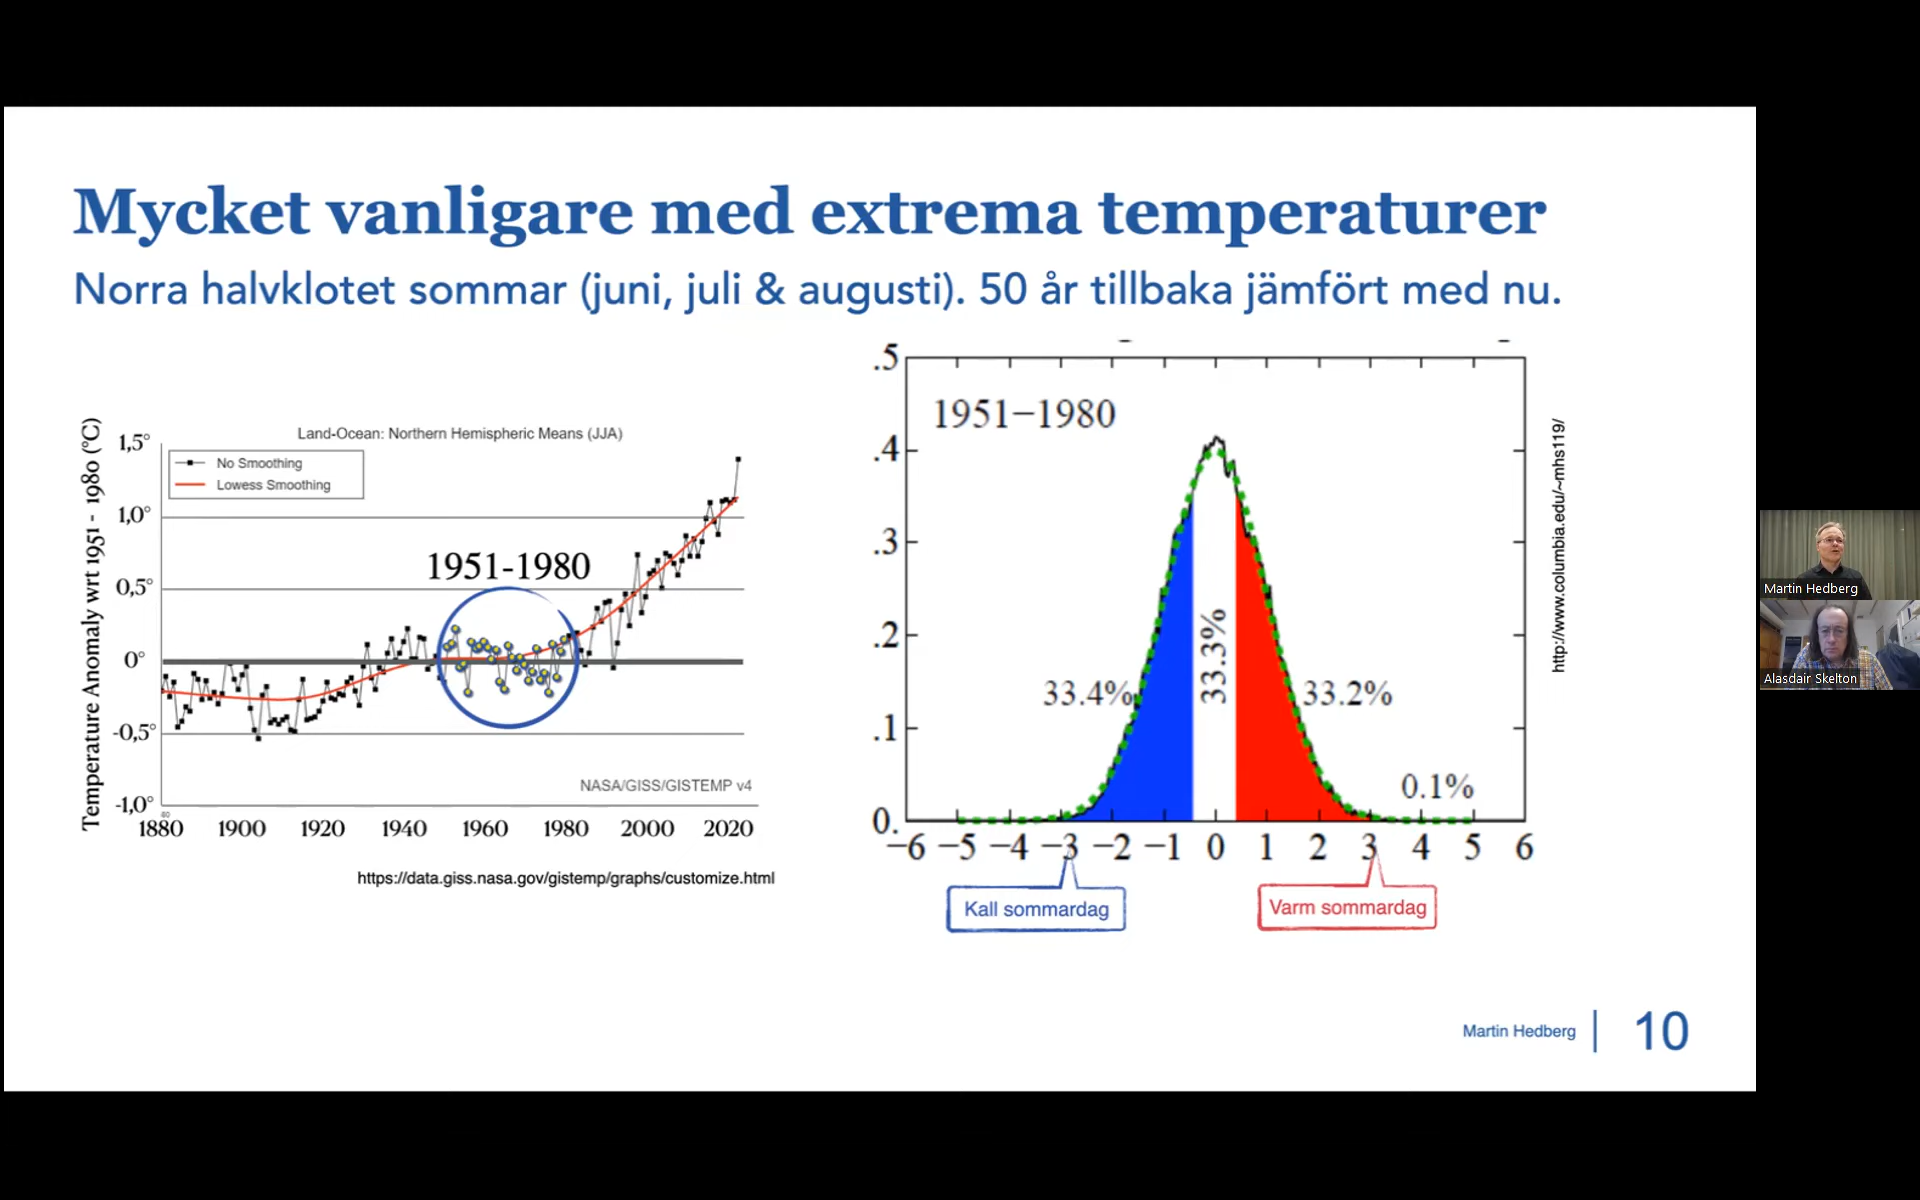 Mycket vanligare med extrema temperaturer
Norra halvklotet sommar (juni, juli & augusti). 50 år tillbaka jämfört med nu.
Land-Ocean: Northern Hemispheric Means (JJA)
Temperature Anomaly wrt 1951 - 1980 (°C)
1,5°
1,0°
0,5°
0°
-0,5°
-1,0°
No Smoothing
Lowess Smoothing
1951-1980
NASA/GISS/GISTEMP v4
1880 1900 1920 1940 1960 1980 2000 2020
https://data.giss.nasa.gov/gistemp/graphs/customize.html
.5
.4
.3
.2
.1
0.
1951−1980
33.4%
33.3%
33.2%
0.1%
−6 −5 −4 −3 −2 −1 0 1 2 3 4 5 6
Kall sommardag
Varm sommardag
http://www.columbia.edu/~mhs119/
Martin Hedberg
10
Martin Hedberg
Alasdair Skelton